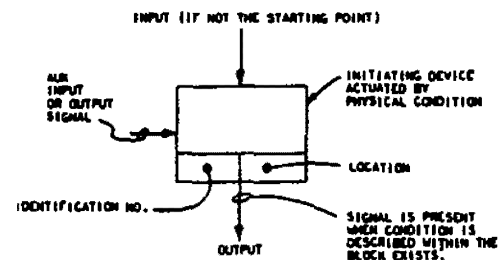 INPUT (IF NOT THE STARTING POINT)
AUX
INPUT
OR OUTPUT
SIGNAL
INITIATING DEVICE
ACTUATED BY
PHYSICAL CONDITION
LOCATION
IDENTIFICATION NO.
SIGNAL IS PRESENT
WHEN CONDITION IS
DESCRIBED WITHIN THE
BLOCK EXISTS.
OUTPUT